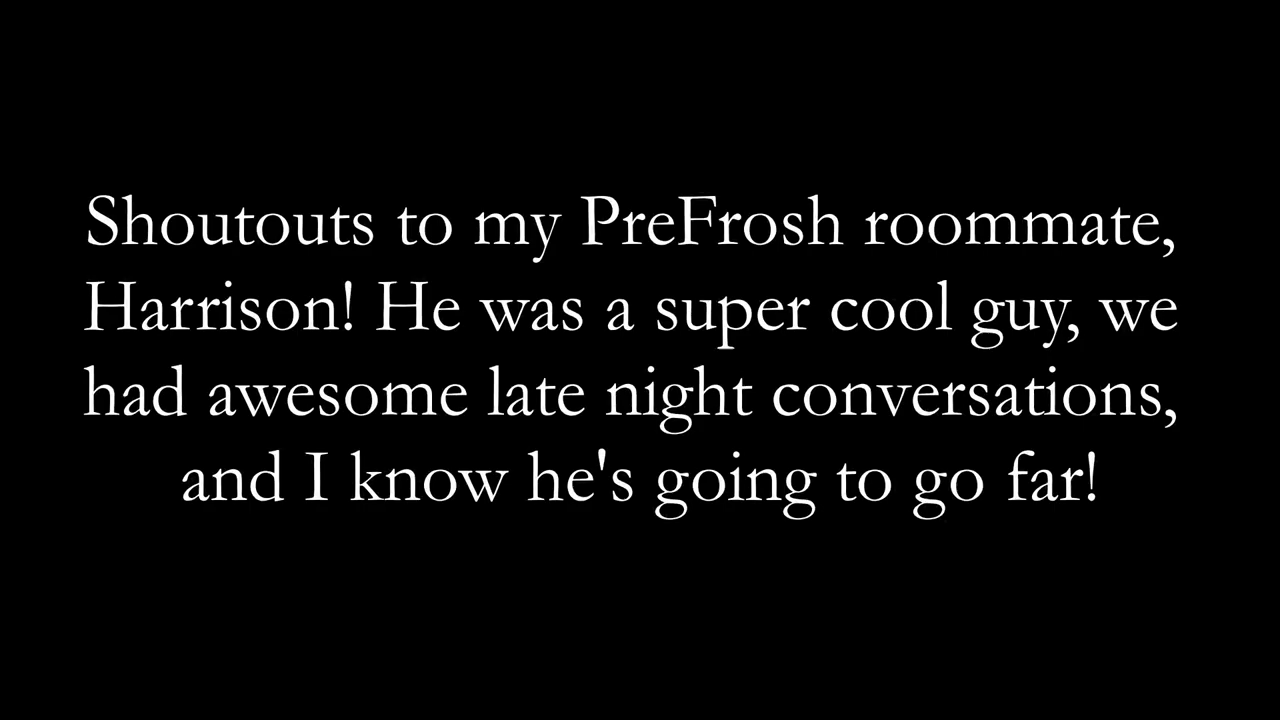 Shoutouts to my PreFrosh roommate,
Harrison! He was a super cool guy, we
had awesome late night conversations,
and I know he's going to go far!